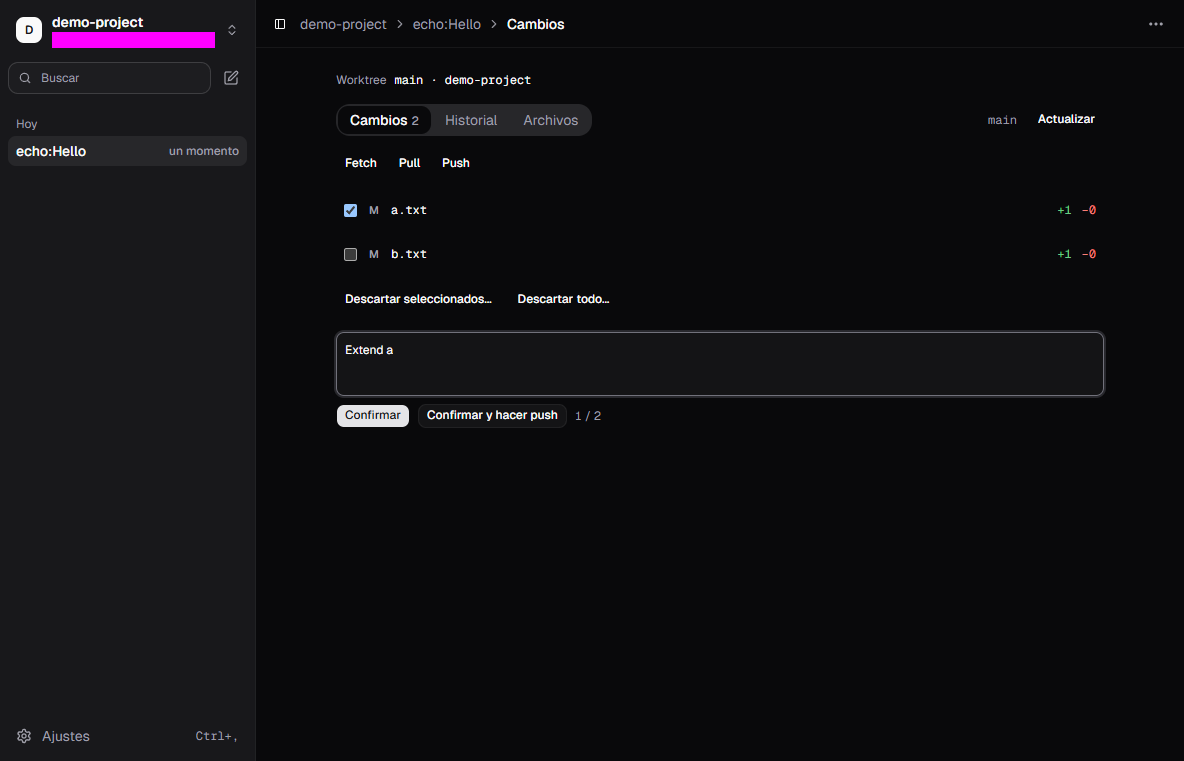 D
demo-project
Buscar
Hoy
echo:Hello un momento
Ajustes Ctrl+,
demo-project > echo:Hello > Cambios
Worktree main · demo-project
Cambios 2 Historial Archivos main Actualizar
Fetch Pull Push
M a.txt +1 −0
M b.txt +1 −0
Descartar seleccionados… Descartar todo…
Extend a
Confirmar Confirmar y hacer push 1 / 2